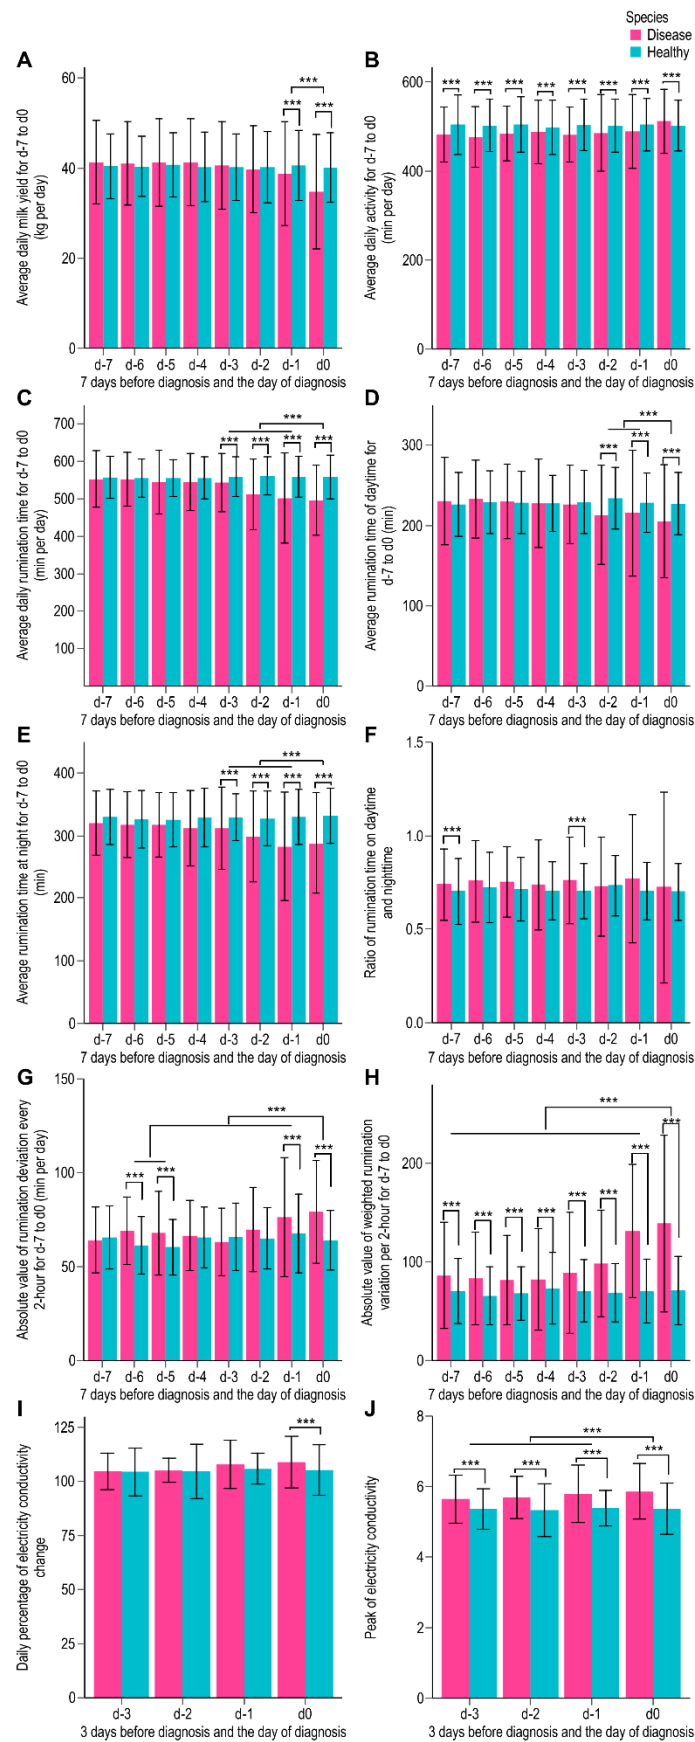 Species
Disease
Healthy
A
Average daily milk yield for d-7 to d0
(kg per day)
60
40
20
0
***
***
***
d-7 d-6 d-5 d-4 d-3 d-2 d-1 d0
7 days before diagnosis and the day of diagnosis
B
Average daily activity for d-7 to d0
(min per day)
600
400
200
0
*** *** *** *** *** *** *** ***
d-7 d-6 d-5 d-4 d-3 d-2 d-1 d0
7 days before diagnosis and the day of diagnosis
C
Average daily rumination time for d-7 to d0
(min per day)
700
600
500
400
300
200
100
***
*** *** *** ***
d-7 d-6 d-5 d-4 d-3 d-2 d-1 d0
7 days before diagnosis and the day of diagnosis
D
Average rumination time of daytime for
d-7 to d0 (min)
300
200
100
0
***
*** *** ***
d-7 d-6 d-5 d-4 d-3 d-2 d-1 d0
7 days before diagnosis and the day of diagnosis
E
Average rumination time at night for d-7 to d0
(min)
400
300
200
100
0
***
*** *** *** ***
d-7 d-6 d-5 d-4 d-3 d-2 d-1 d0
7 days before diagnosis and the day of diagnosis
F
Ratio of rumination time on daytime
and nighttime
1.5
1.0
0.5
0.0
*** ***
d-7 d-6 d-5 d-4 d-3 d-2 d-1 d0
7 days before diagnosis and the day of diagnosis
G
Absolute value of rumination deviation every
2-hour for d-7 to d0 (min per day)
150
100
50
0
***
*** *** *** ***
d-7 d-6 d-5 d-4 d-3 d-2 d-1 d0
7 days before diagnosis and the day of diagnosis
H
Absolute value of weighted rumination
variation per 2-hour for d-7 to d0
200
100
0
***
*** *** *** *** *** *** *** ***
d-7 d-6 d-5 d-4 d-3 d-2 d-1 d0
7 days before diagnosis and the day of diagnosis
I
Daily percentage of electricity conductivity
change
125
100
75
50
25
0
***
d-3 d-2 d-1 d0
3 days before diagnosis and the day of diagnosis
J
Peak of electricity conductivity
8
6
4
2
0
***
*** *** *** ***
d-3 d-2 d-1 d0
3 days before diagnosis and the day of diagnosis